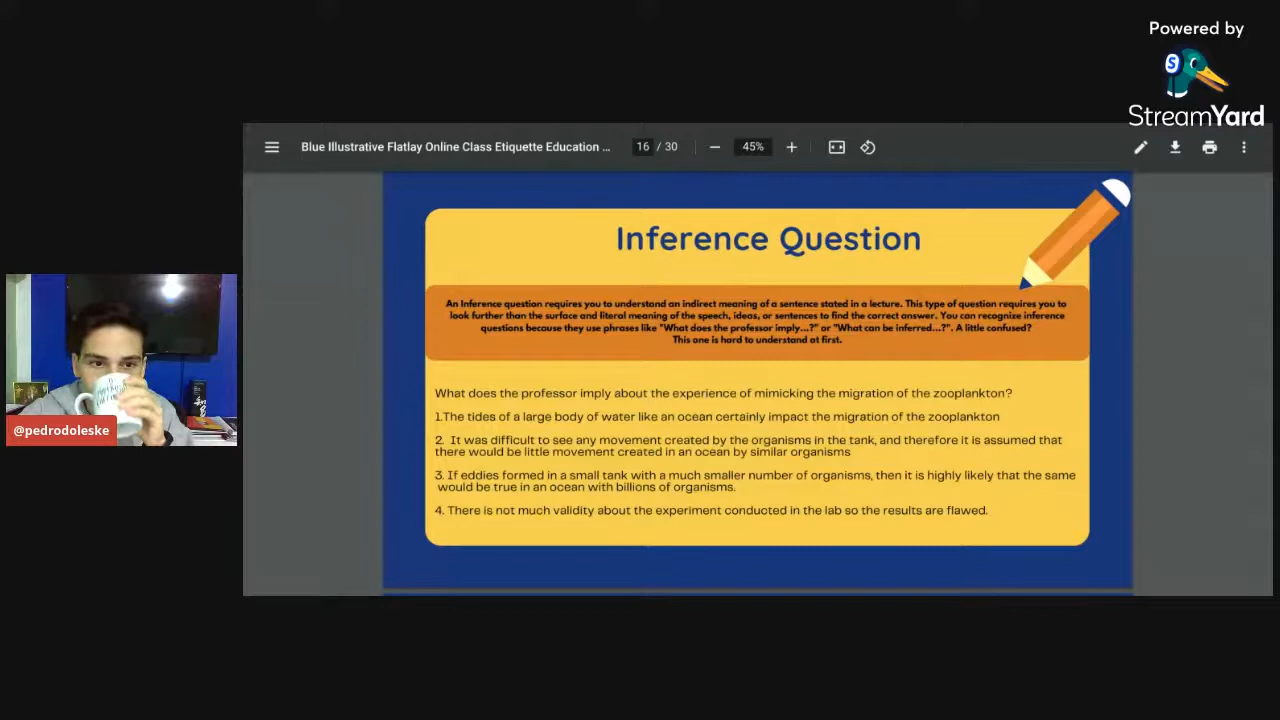 Powered by
StreamYard
Blue Illustrative Flatlay Online Class Etiquette Education ...
16 / 30
45%
Inference Question
An Inference question requires you to understand an indirect meaning of a sentence stated in a lecture. This type of question requires you to
look further than the surface and literal meaning of the speech, ideas, or sentences to find the correct answer. You can recognize inference
questions because they use phrases like "What does the professor imply...?" or "What can be inferred...?". A little confused?
This one is hard to understand at first.
What does the professor imply about the experience of mimicking the migration of the zooplankton?
1.The tides of a large body of water like an ocean certainly impact the migration of the zooplankton
2. It was difficult to see any movement created by the organisms in the tank, and therefore it is assumed that
there would be little movement created in an ocean by similar organisms
3. If eddies formed in a small tank with a much smaller number of organisms, then it is highly likely that the same
would be true in an ocean with billions of organisms.
4. There is not much validity about the experiment conducted in the lab so the results are flawed.
@pedrodoleske